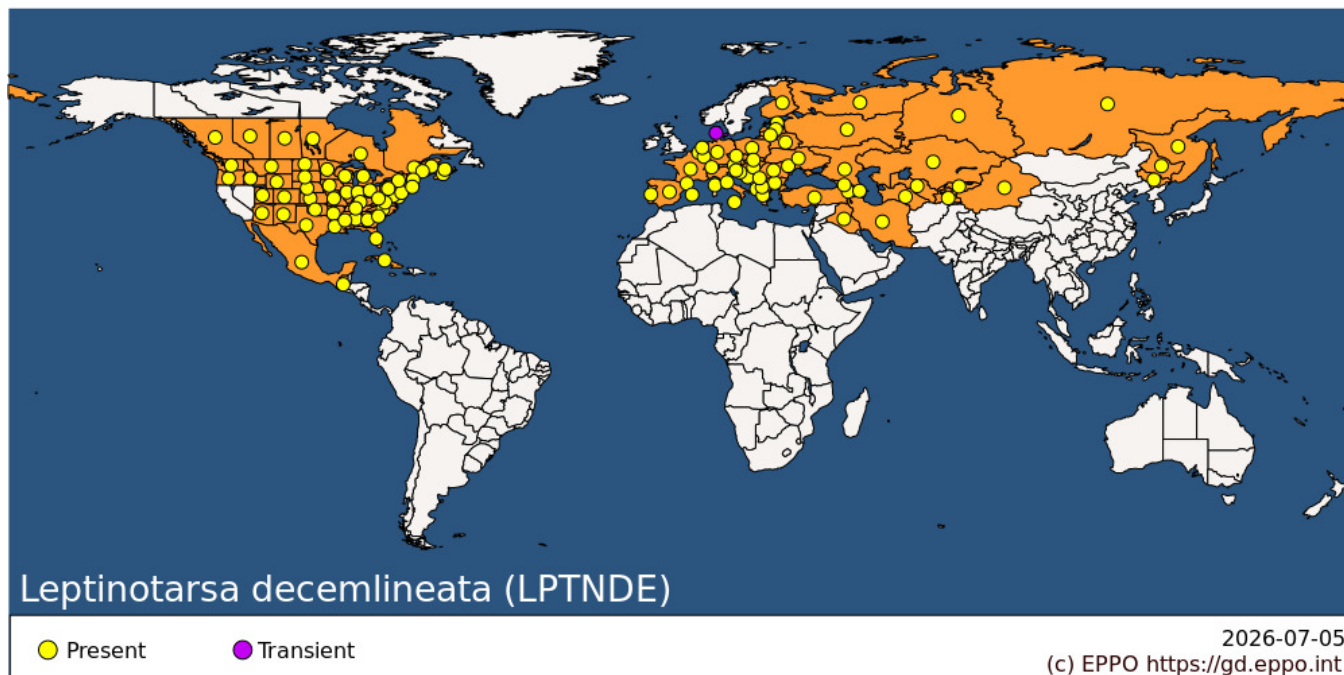 Leptinotarsa decemlineata (LPTNDE)
Present
Transient
2026-07-05
(c) EPPO https://gd.eppo.int